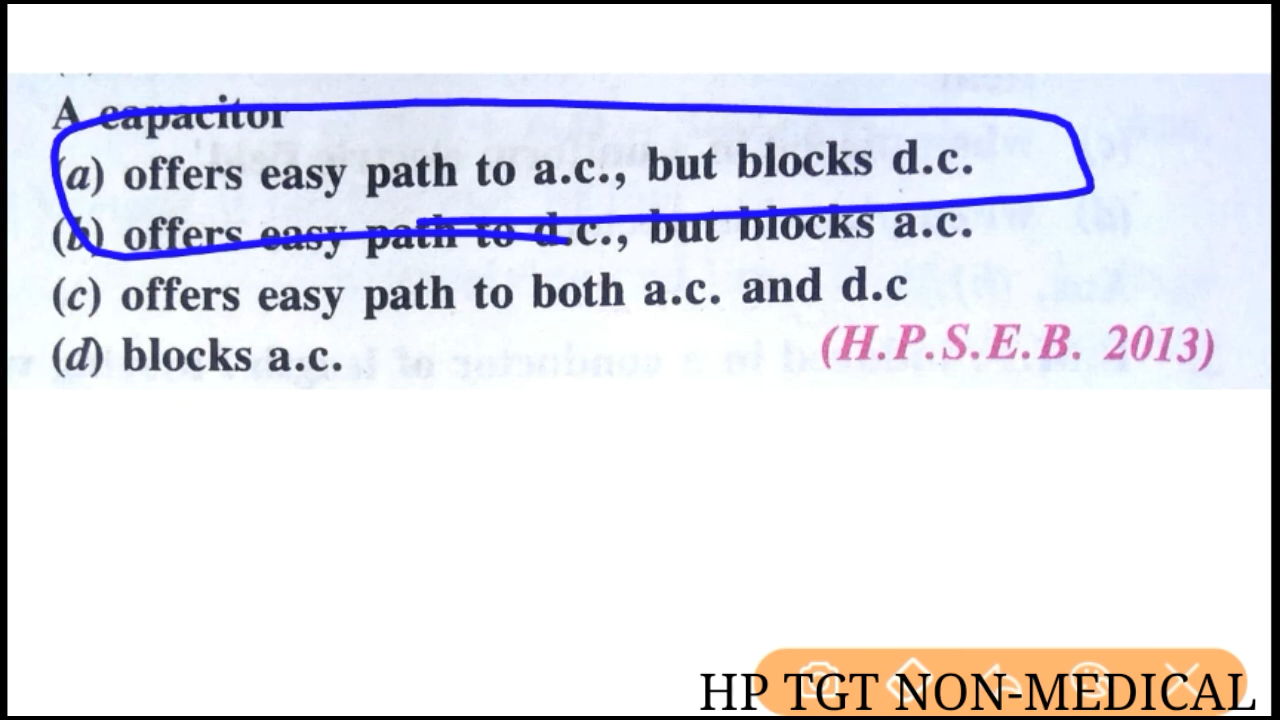 A capacitor
(a) offers easy path to a.c., but blocks d.c.
(b) offers easy path to d.c., but blocks a.c.
(c) offers easy path to both a.c. and d.c
(d) blocks a.c.
(H.P.S.E.B. 2013)
HP TGT NON-MEDICAL